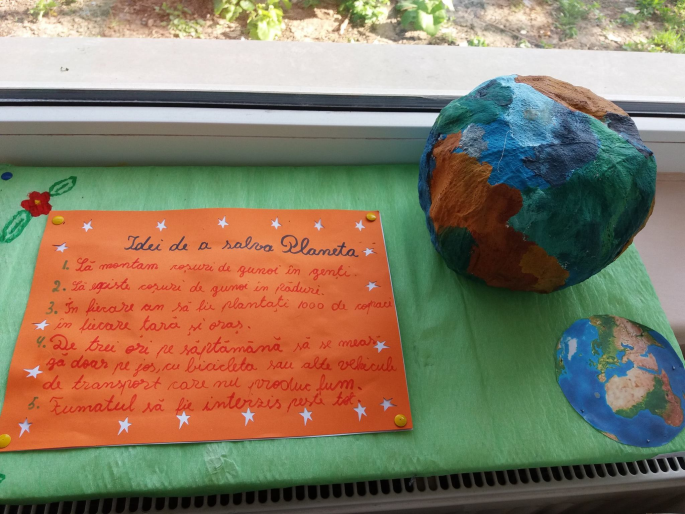 Idei de a salva Planeta
1. Să montam coșuri de gunoi în genți.
2. Să existe coșuri de gunoi în păduri.
3. În fiecare an să fie plantați 1000 de copaci
în fiecare țară și oraș.
4. De trei ori pe săptămână să se mear-
gă doar pe jos, cu bicicleta sau alte vehicule
de transport care nu produc fum.
5. Fumatul să fie interzis peste tot.